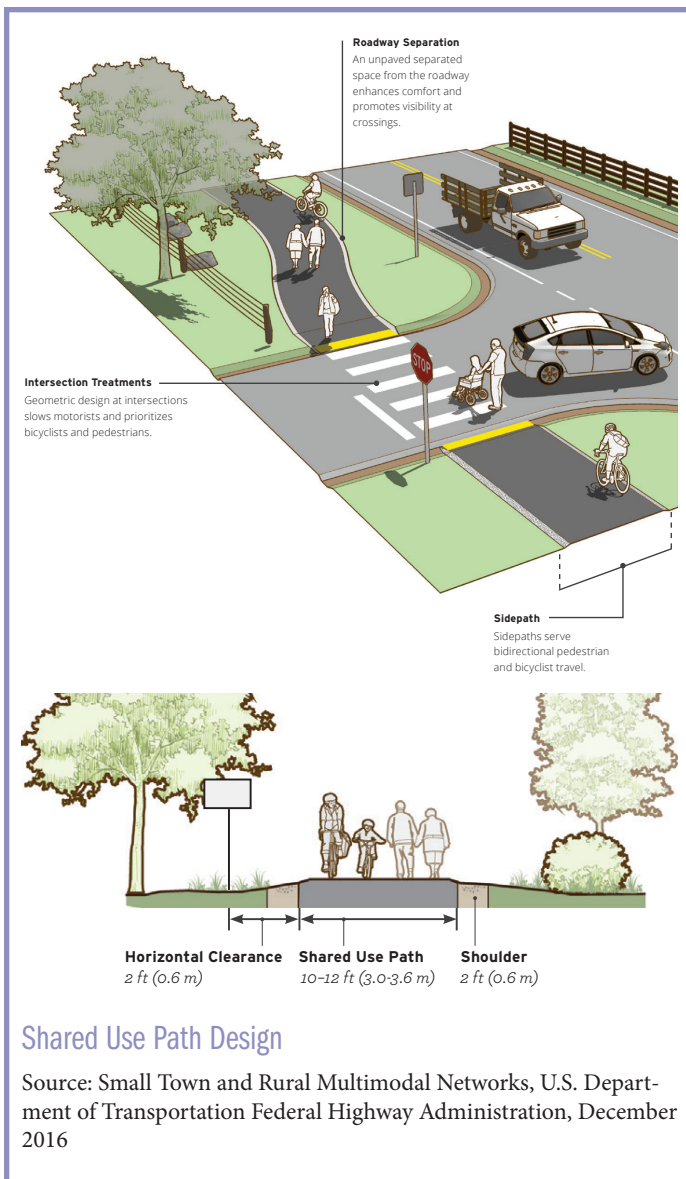 Roadway Separation
An unpaved separated
space from the roadway
enhances comfort and
promotes visibility at
crossings.
STOP
Intersection Treatments
Geometric design at intersections
slows motorists and prioritizes
bicyclists and pedestrians.
Sidepath
Sidepaths serve
bidirectional pedestrian
and bicyclist travel.
Horizontal Clearance
2 ft (0.6 m)
Shared Use Path
10–12 ft (3.0-3.6 m)
Shoulder
2 ft (0.6 m)
Shared Use Path Design
Source: Small Town and Rural Multimodal Networks, U.S. Depart-
ment of Transportation Federal Highway Administration, December
2016